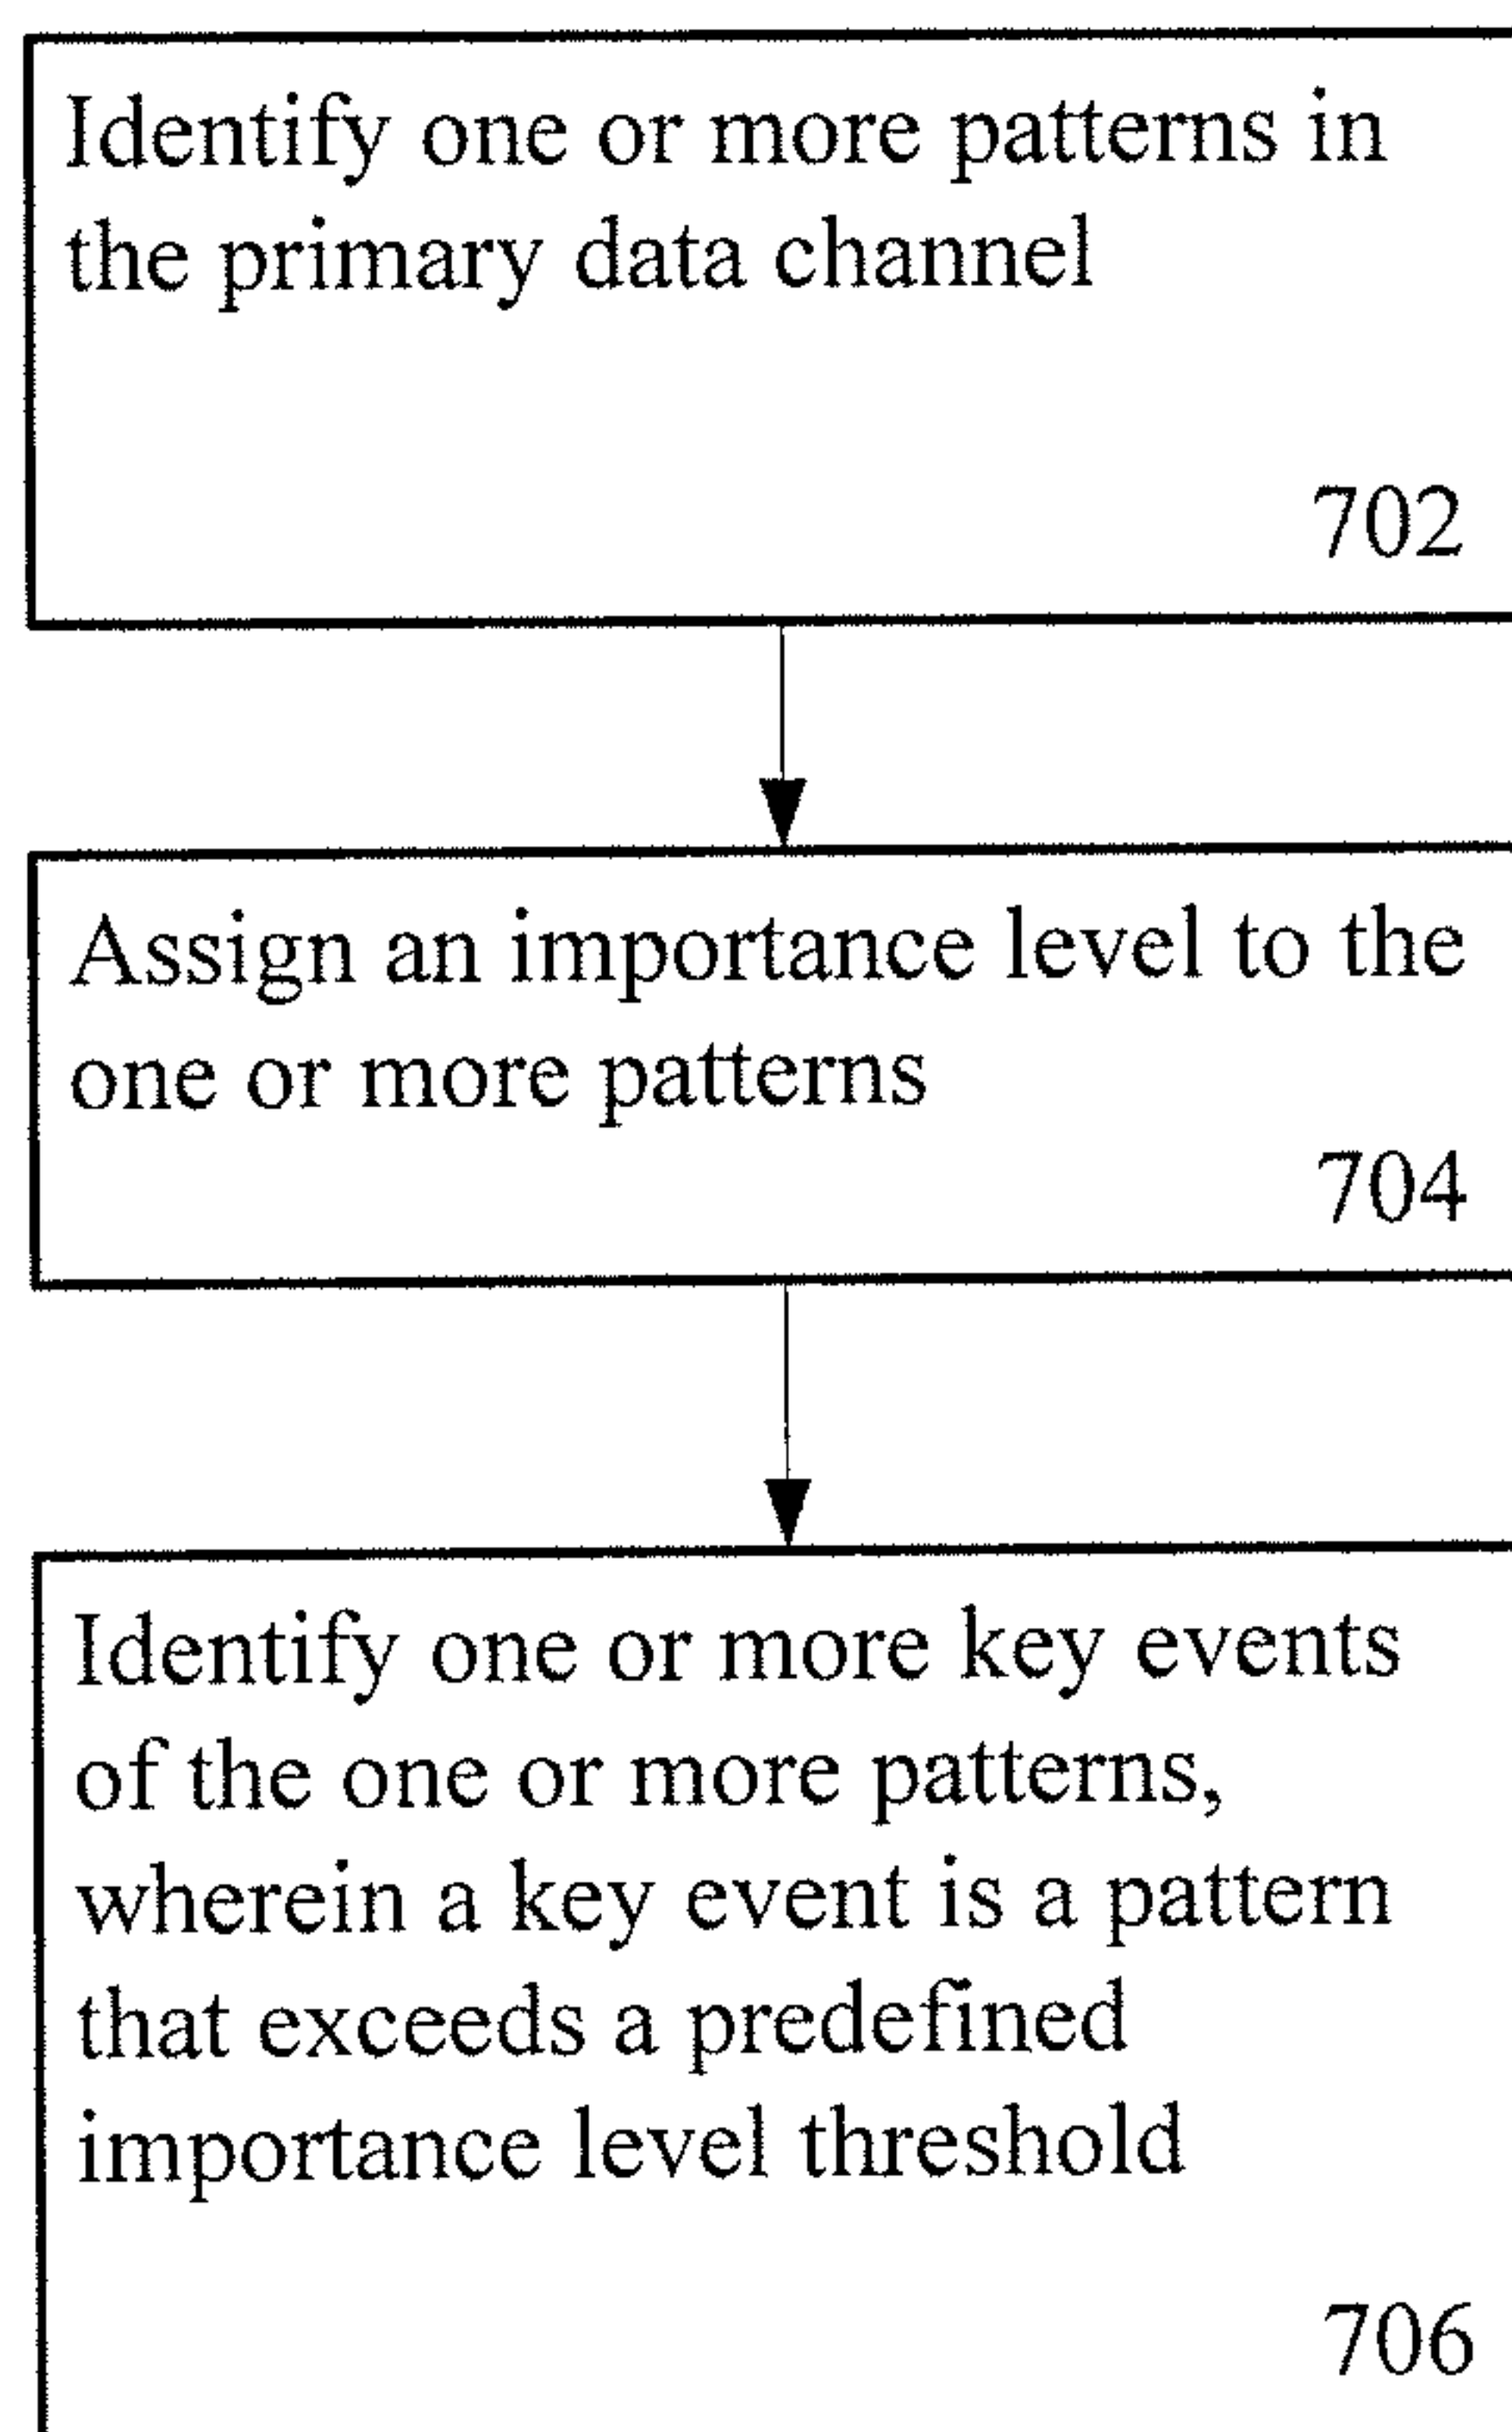 Identify one or more patterns in
the primary data channel
702
Assign an importance level to the
one or more patterns
704
Identify one or more key events
of the one or more patterns,
wherein a key event is a pattern
that exceeds a predefined
importance level threshold
706